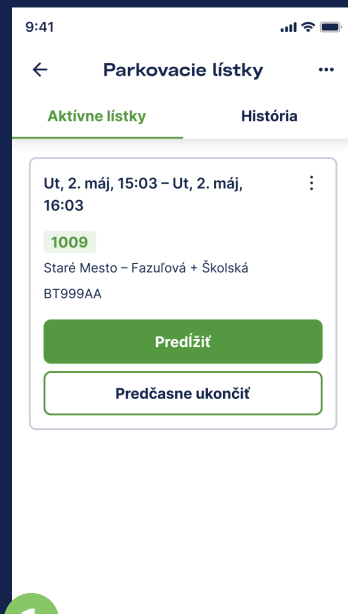 9:41
Parkovacie lístky
Aktívne lístky
História
Ut, 2. máj, 15:03 – Ut, 2. máj,
16:03
1009
Staré Mesto – Fazuľová + Školská
BT999AA
Predĺžiť
Predčasne ukončiť